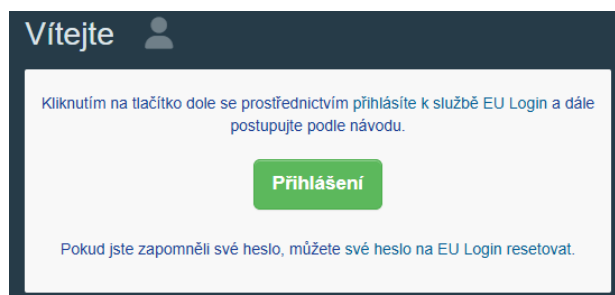 Vítejte
Kliknutím na tlačítko dole se prostřednictvím přihlásíte k službě EU Login a dále
postupujte podle návodu.
Přihlášení
Pokud jste zapomněli své heslo, můžete své heslo na EU Login resetovat.